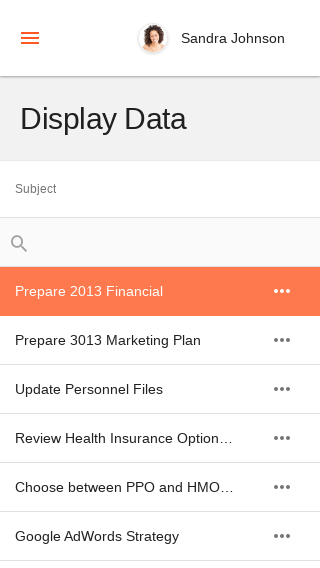 Sandra Johnson
Display Data
Subject
Prepare 2013 Financial
Prepare 3013 Marketing Plan
Update Personnel Files
Review Health Insurance Option…
Choose between PPO and HMO…
Google AdWords Strategy